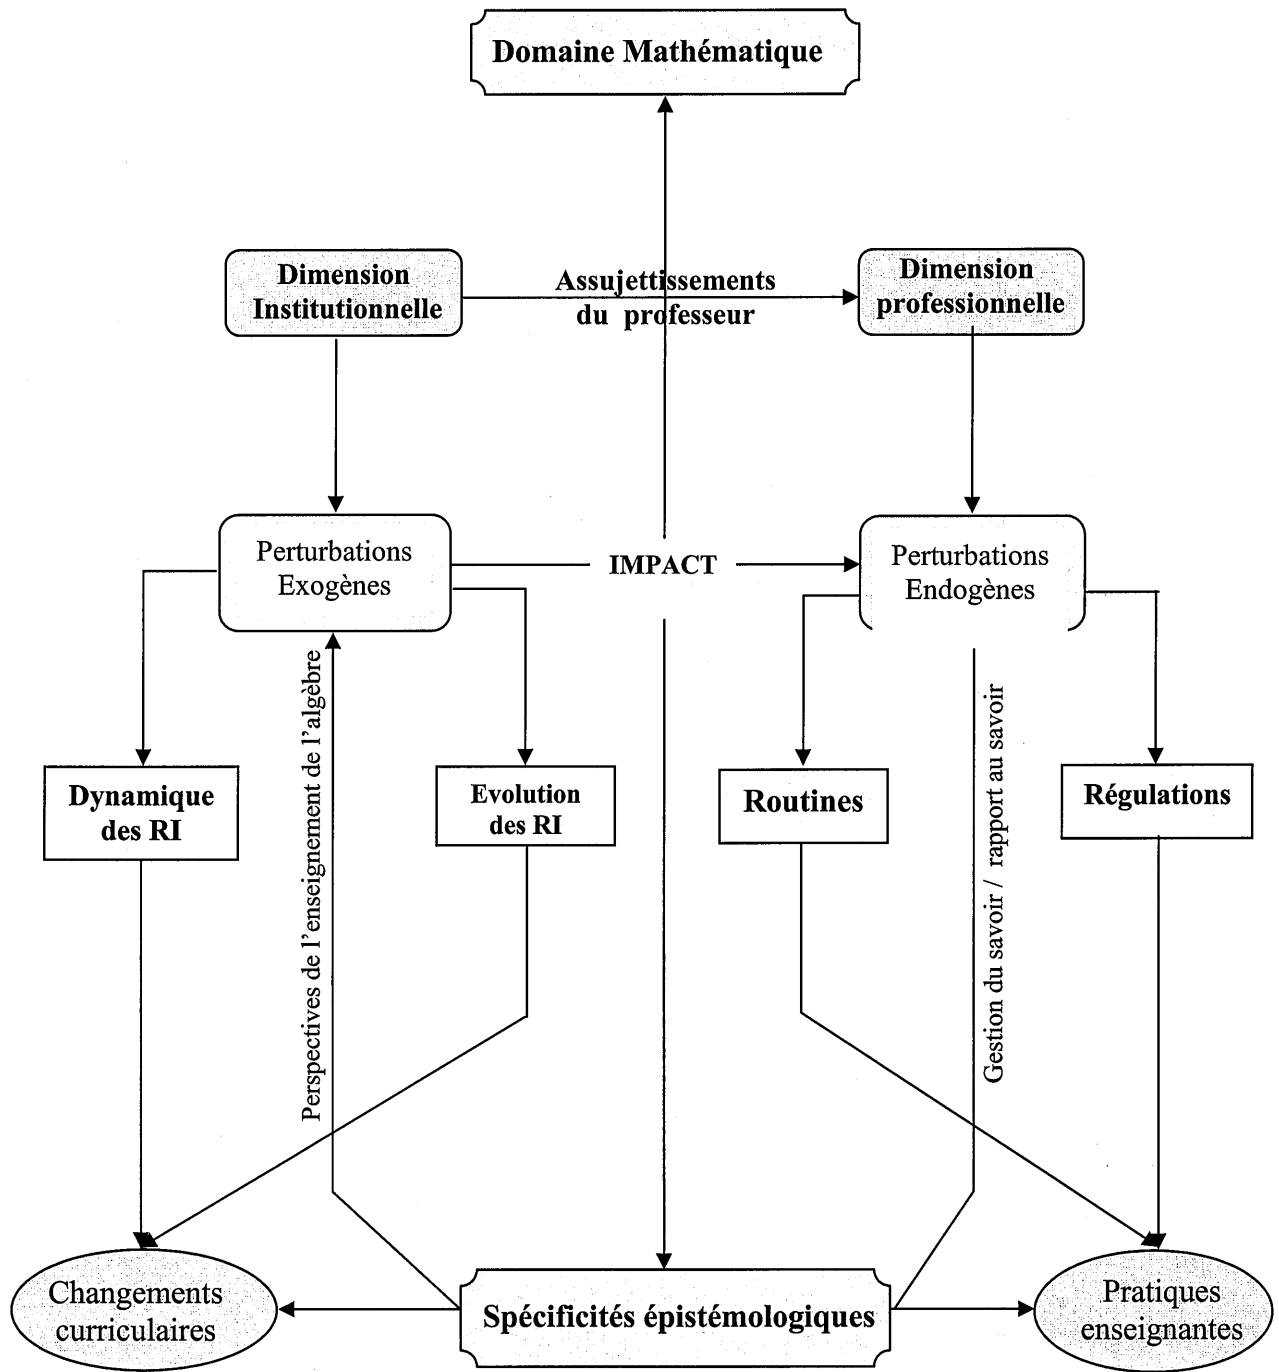 Domaine Mathématique
Dimension
Institutionnelle
Assujettissements
du professeur
Dimension
professionnelle
Perturbations
Exogènes
IMPACT
Perturbations
Endogènes
Perspectives de l'enseignement de l'algèbre
Gestion du savoir / rapport au savoir
Dynamique
des RI
Evolution
des RI
Routines
Régulations
Changements
curriculaires
Spécificités épistémologiques
Pratiques
enseignantes